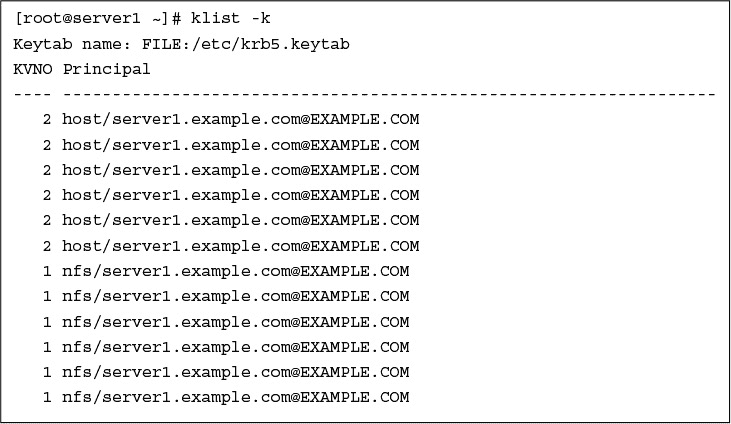 [root@server1 ~]# klist -k
Keytab name: FILE:/etc/krb5.keytab
KVNO Principal
---- --------------------------------------------------------------
   2 host/server1.example.com@EXAMPLE.COM
   2 host/server1.example.com@EXAMPLE.COM
   2 host/server1.example.com@EXAMPLE.COM
   2 host/server1.example.com@EXAMPLE.COM
   2 host/server1.example.com@EXAMPLE.COM
   2 host/server1.example.com@EXAMPLE.COM
   1 nfs/server1.example.com@EXAMPLE.COM
   1 nfs/server1.example.com@EXAMPLE.COM
   1 nfs/server1.example.com@EXAMPLE.COM
   1 nfs/server1.example.com@EXAMPLE.COM
   1 nfs/server1.example.com@EXAMPLE.COM
   1 nfs/server1.example.com@EXAMPLE.COM